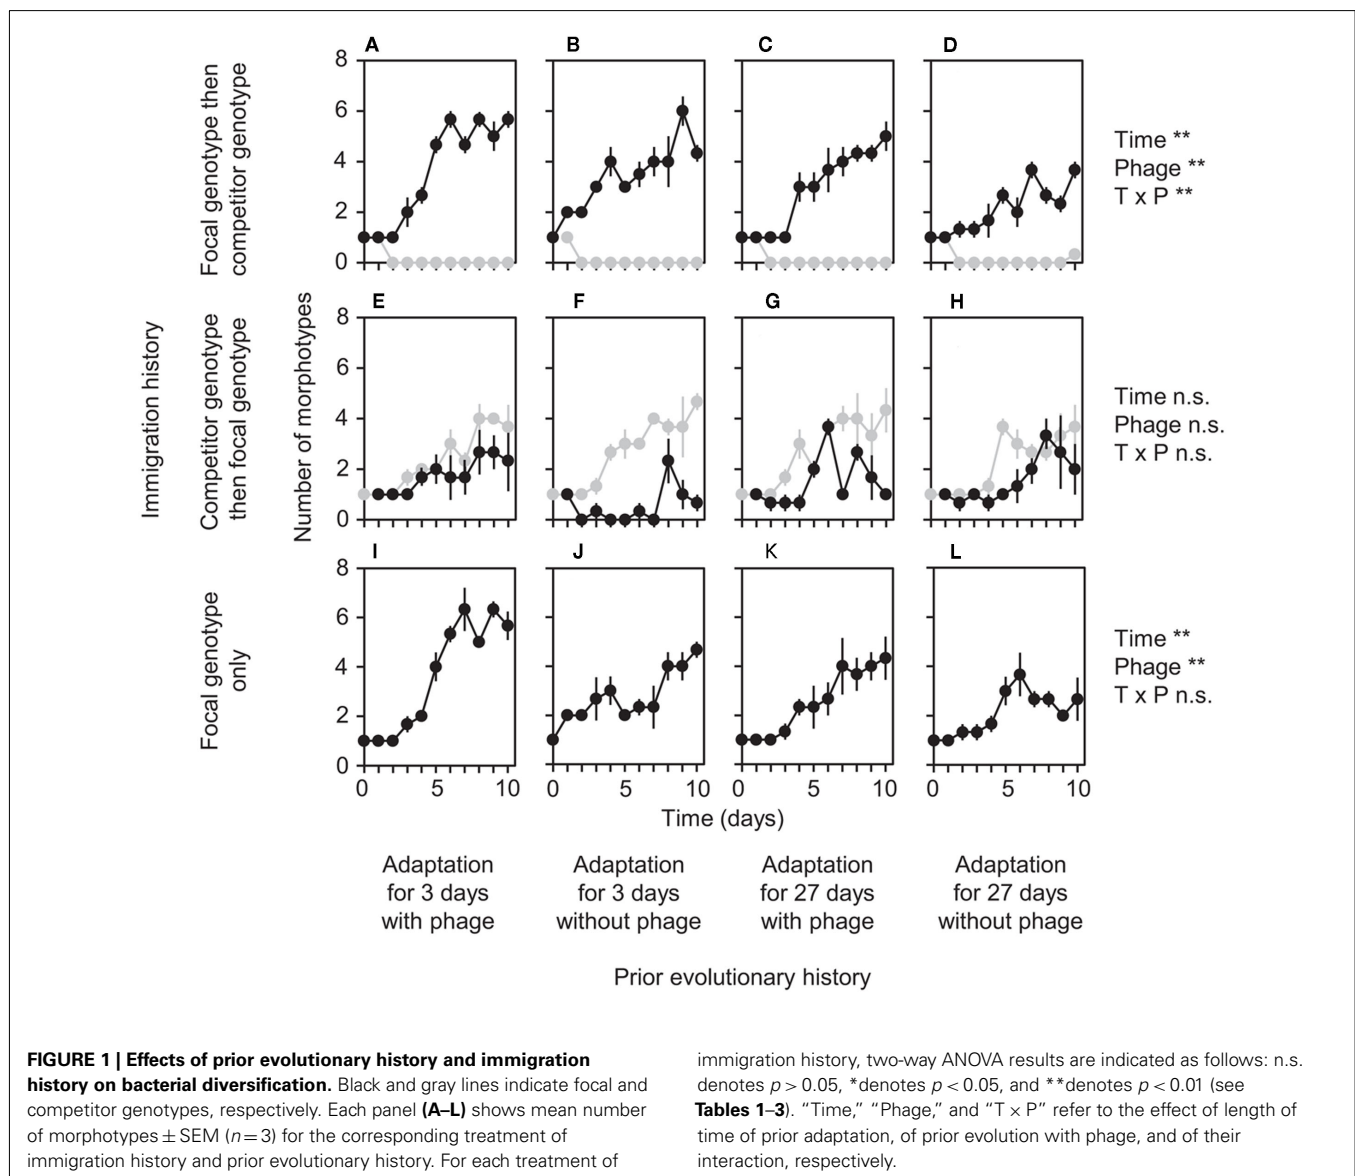 A B C D
8
6
4
2
0
Focal genotype then
competitor genotype
Time **
Phage **
T x P **
E F G H
8
6
4
2
0
Immigration history
Competitor genotype
then focal genotype
Number of morphotypes
Time n.s.
Phage n.s.
T x P n.s.
I J K L
8
6
4
2
0
Focal genotype
only
Time **
Phage **
T x P n.s.
0 5 10 0 5 10 0 5 10 0 5 10
Time (days)
Adaptation
for 3 days
with phage
Adaptation
for 3 days
without phage
Adaptation
for 27 days
with phage
Adaptation
for 27 days
without phage
Prior evolutionary history
FIGURE 1 | Effects of prior evolutionary history and immigration
history on bacterial diversification. Black and gray lines indicate focal and
competitor genotypes, respectively. Each panel (A–L) shows mean number
of morphotypes ± SEM (n = 3) for the corresponding treatment of
immigration history and prior evolutionary history. For each treatment of
immigration history, two-way ANOVA results are indicated as follows: n.s.
denotes p > 0.05, *denotes p < 0.05, and **denotes p < 0.01 (see
Tables 1–3). “Time,” “Phage,” and “T × P” refer to the effect of length of
time of prior adaptation, of prior evolution with phage, and of their
interaction, respectively.